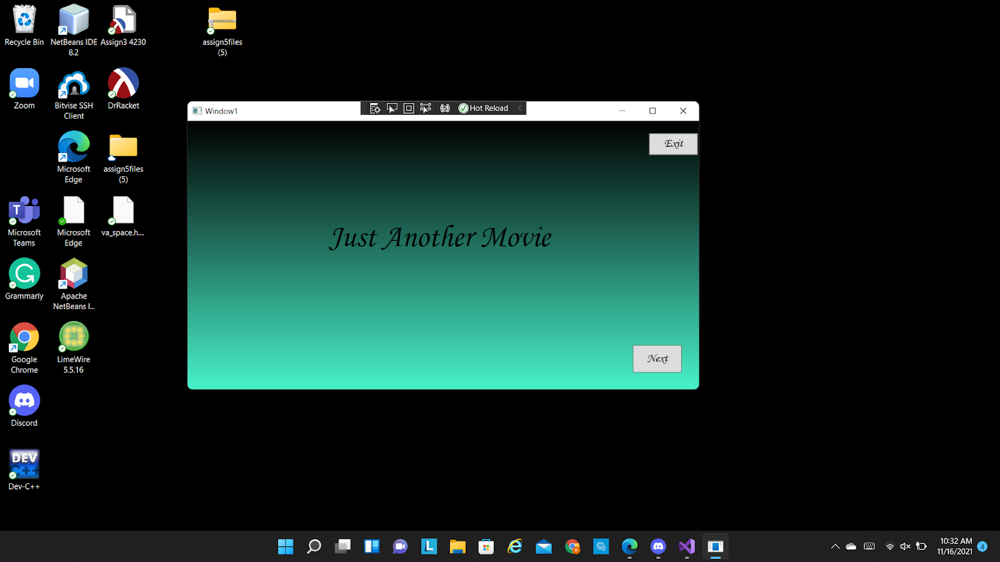 Recycle Bin
NetBeans IDE
8.2
Assign3 4230
assign5files
(5)
Zoom
Bitvise SSH
Client
DrRacket
Microsoft
Edge
assign5files
(5)
T
Microsoft
Teams
Microsoft
Edge
va_space.h....
Grammarly
Apache
NetBeans I...
Google
Chrome
LimeWire
5.5.16
Discord
DEV
C++
Dev-C++
Window1
Hot Reload
Exit
Just Another Movie
Next
L
10:32 AM
11/16/2021
4